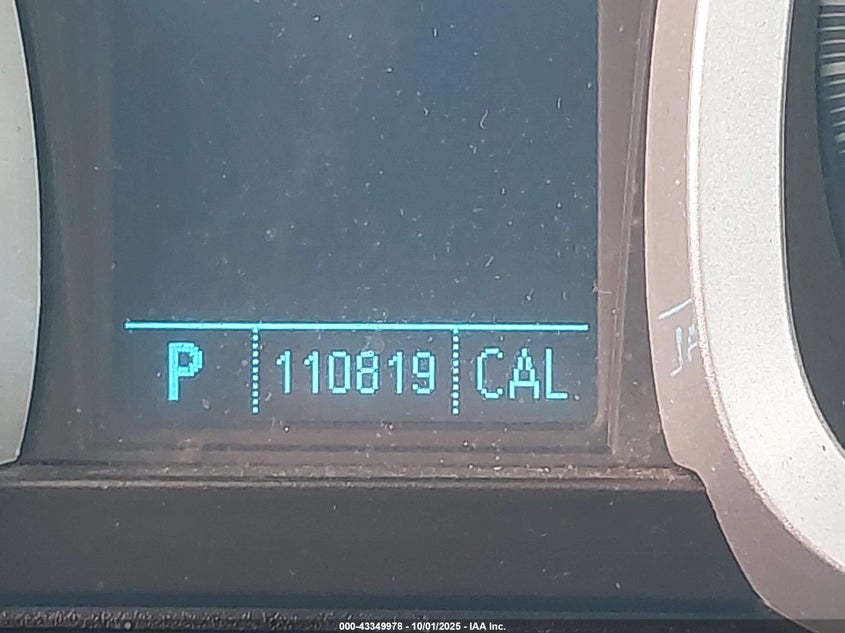 P 110819 CAL
000-43349978 - 10/01/2025 - IAA Inc.